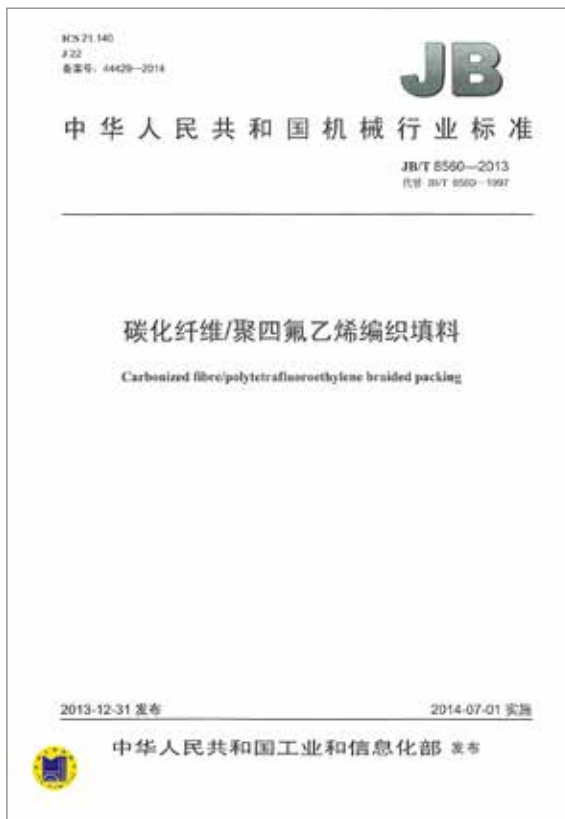 ICS 21.140
J 22
备案号：44429—2014
JB
中华人民共和国机械行业标准
JB/T 8560—2013
代替 JB/T 8560—1997
碳化纤维/聚四氟乙烯编织填料
Carbonized fibre/polytetrafluoroethylene braided packing
2013-12-31 发布
2014-07-01 实施
中华人民共和国工业和信息化部 发布